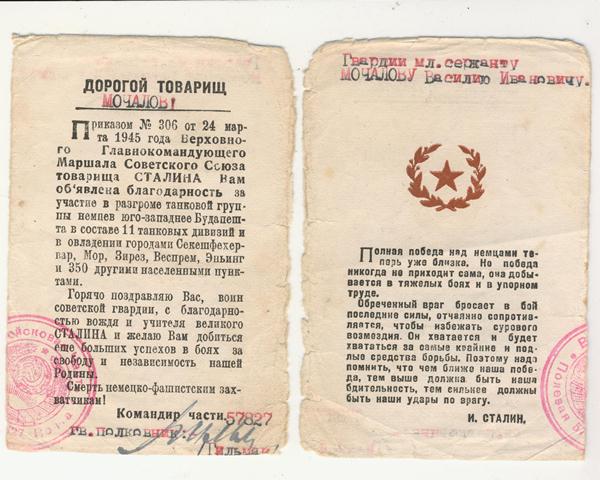 ДОРОГОЙ ТОВАРИЩ
МОЧАЛОВ!
Приказом № 306 от 24 мар-
та 1945 года Верховно-
го Главнокомандующего
Маршала Советского Союза
товарища СТАЛИНА Вам
об'явлена благодарность за
участие в разгроме танковой груп-
пы немцев юго-западнее Будапешта
в составе 11 танковых дивизий и
в овладении городами Секешфехер-
вар, Мор, Зирез, Веспрем, Эньинг
и 350 другими населенными пунк-
тами.
Горячо поздравляю Вас, воин
советской гвардии, с благодарно-
стью вождя и учителя великого
СТАЛИНА и желаю Вам добиться
еще больших успехов в боях за
свободу и независимость нашей
Родины.
Смерть немецко-фашистским зах-
ватчикам!
Командир части 57827
Гв. ПОЛКОВНИК:
Гвардии мл. сержанту
МОЧАЛОВУ Василию Ивановичу.
Полная победа над немцами те-
перь уже близка. Но победа
никогда не приходит сама, она добы-
вается в тяжелых боях и в упорном
труде.
Обреченный враг бросает в бой
последние силы, отчаянно сопротив-
ляется, чтобы избежать сурового
возмездия. Он хватается и будет
хвататься за самые крайние и под-
лые средства борьбы. Поэтому надо
помнить, что чем ближе наша побе-
да, тем выше должна быть наша
бдительность, тем сильнее должны
быть наши удары по врагу.
И. СТАЛИН.